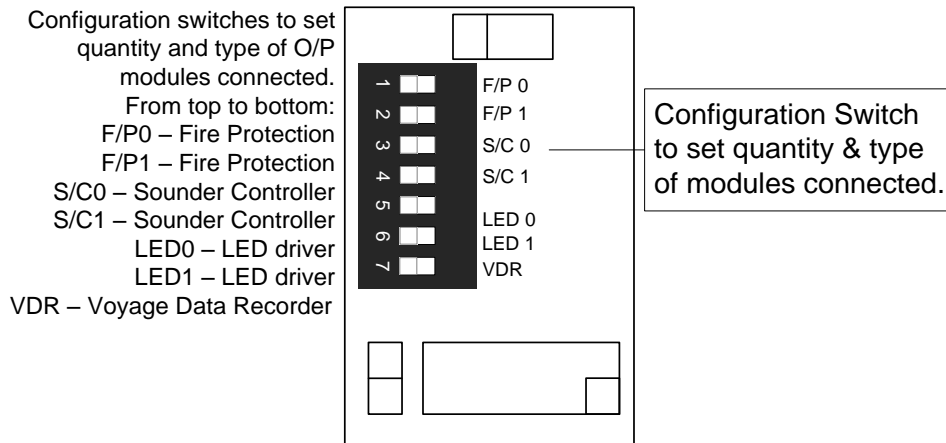 Configuration switches to set
quantity and type of O/P
modules connected.
From top to bottom:
F/P0 – Fire Protection
F/P1 – Fire Protection
S/C0 – Sounder Controller
S/C1 – Sounder Controller
LED0 – LED driver
LED1 – LED driver
VDR – Voyage Data Recorder
1 F/P 0
2 F/P 1
3 S/C 0
4 S/C 1
5 LED 0
6 LED 1
7 VDR
Configuration Switch
to set quantity & type
of modules connected.